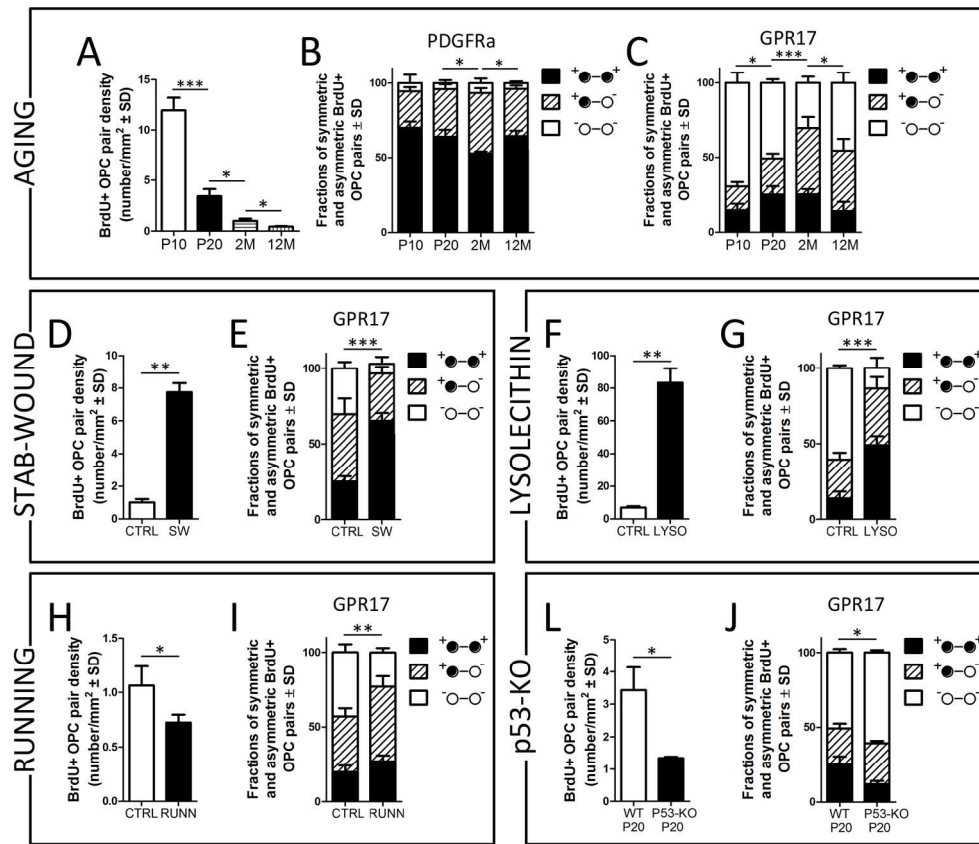 AGING
A
BrdU+ OPC pair density
(number/mm² ± SD)
15
10
5
0
***
*
*
P10 P20 2M 12M
B
PDGFRa
Fractions of symmetric
and asymmetric BrdU+
OPC pairs ± SD
100
50
0
* *
P10 P20 2M 12M
+ +
+ -
- -
C
GPR17
Fractions of symmetric
and asymmetric BrdU+
OPC pairs ± SD
100
50
0
* *** *
P10 P20 2M 12M
+ +
+ -
- -
STAB-WOUND
D
BrdU+ OPC pair density
(number/mm² ± SD)
8
6
4
2
0
**
CTRL SW
E
GPR17
Fractions of symmetric
and asymmetric BrdU+
OPC pairs ± SD
100
50
0
***
CTRL SW
+ +
+ -
- -
LYSOLECITHIN
F
BrdU+ OPC pair density
(number/mm² ± SD)
100
80
60
40
20
0
**
CTRL LYSO
G
GPR17
Fractions of symmetric
and asymmetric BrdU+
OPC pairs ± SD
100
50
0
***
CTRL LYSO
+ +
+ -
- -
RUNNING
H
BrdU+ OPC pair density
(number/mm² ± SD)
1.5
1.0
0.5
0.0
*
CTRL RUNN
I
GPR17
Fractions of symmetric
and asymmetric BrdU+
OPC pairs ± SD
100
50
0
**
CTRL RUNN
+ +
+ -
- -
p53-KO
L
BrdU+ OPC pair density
(number/mm² ± SD)
5
4
3
2
1
0
*
WT P53-KO
P20 P20
J
GPR17
Fractions of symmetric
and asymmetric BrdU+
OPC pairs ± SD
100
50
0
*
WT P53-KO
P20 P20
+ +
+ -
- -